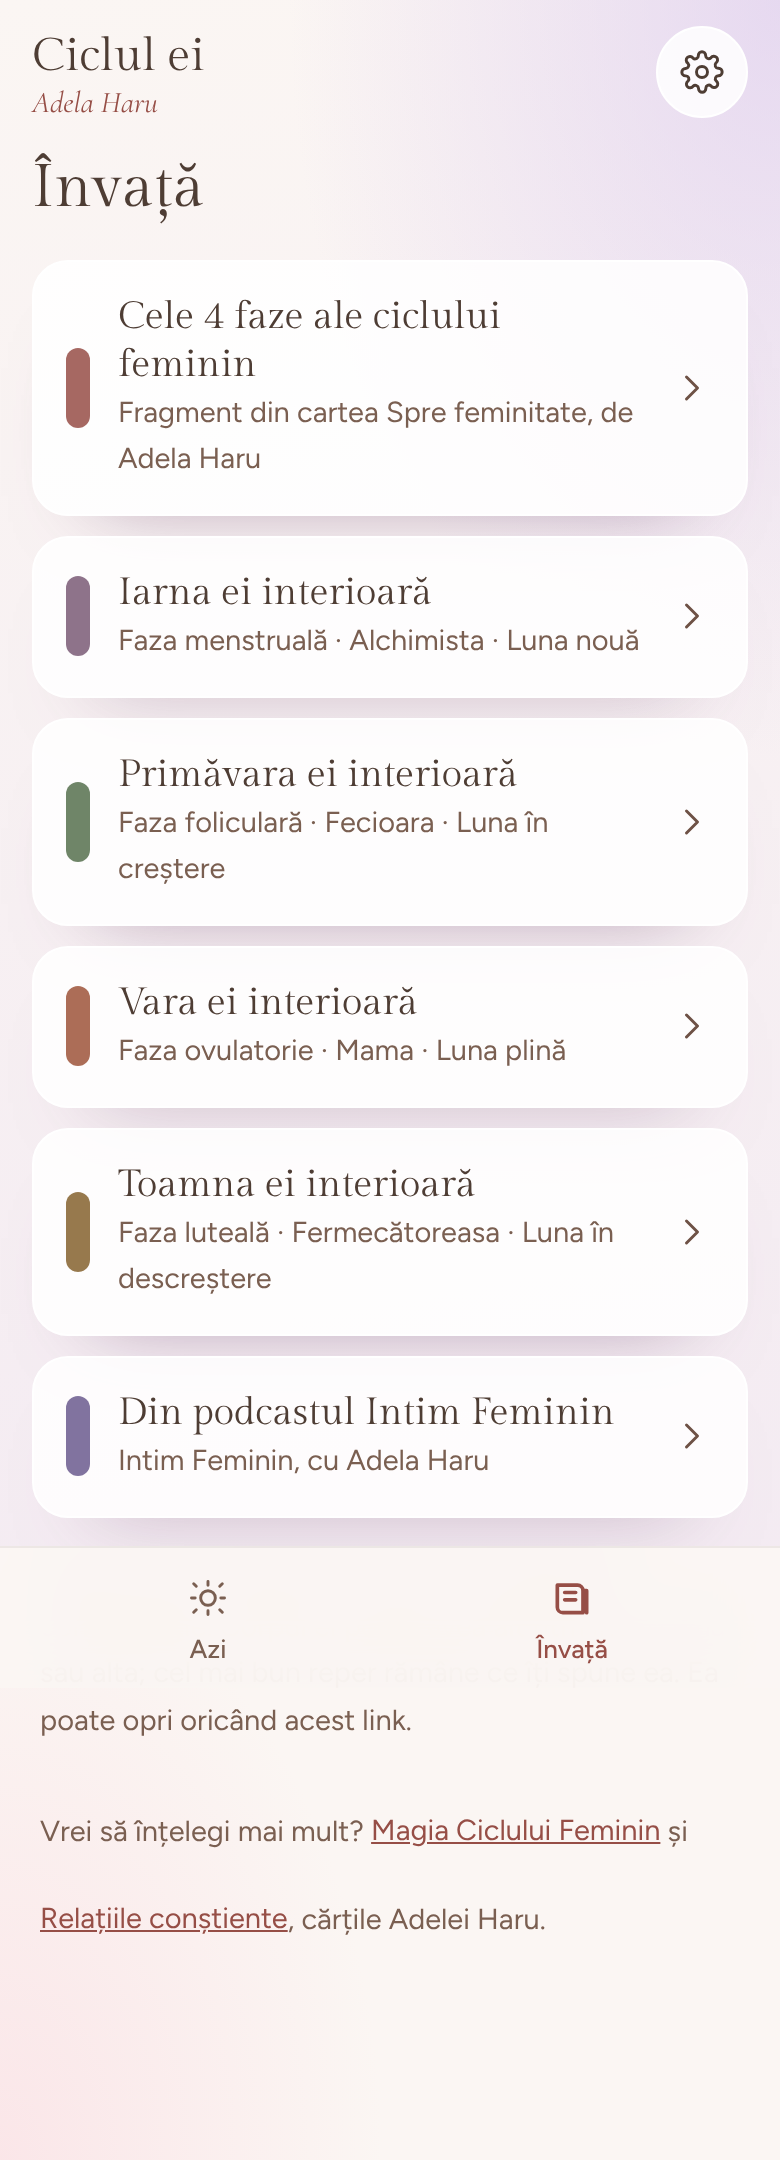 Ciclul ei
Adela Haru
Învață
Cele 4 faze ale ciclului
feminin
Fragment din cartea Spre feminitate, de
Adela Haru
Iarna ei interioară
Faza menstruală · Alchimista · Luna nouă
Primăvara ei interioară
Faza foliculară · Fecioara · Luna în
creștere
Vara ei interioară
Faza ovulatorie · Mama · Luna plină
Toamna ei interioară
Faza luteală · Fermecătoreasa · Luna în
descreștere
Din podcastul Intim Feminin
Intim Feminin, cu Adela Haru
Azi
Învață
poate opri oricând acest link.
Vrei să înțelegi mai mult? Magia Ciclului Feminin și
Relațiile conștiente, cărțile Adelei Haru.